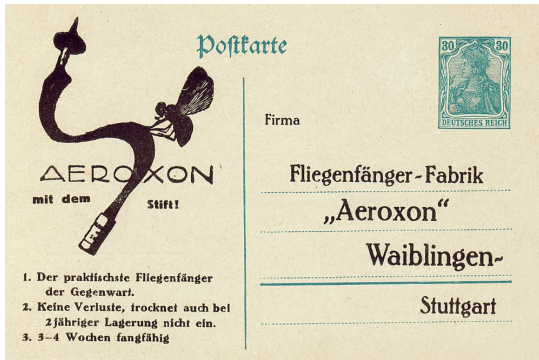 Postkarte
30 30
DEUTSCHES REICH
AEROXON
mit dem Stift!
1. Der praktischste Fliegenfänger
der Gegenwart.
2. Keine Verluste, trocknet auch bei
2jähriger Lagerung nicht ein.
3. 3-4 Wochen fangfähig
Firma
Fliegenfänger-Fabrik
„Aeroxon“
Waiblingen-
Stuttgart